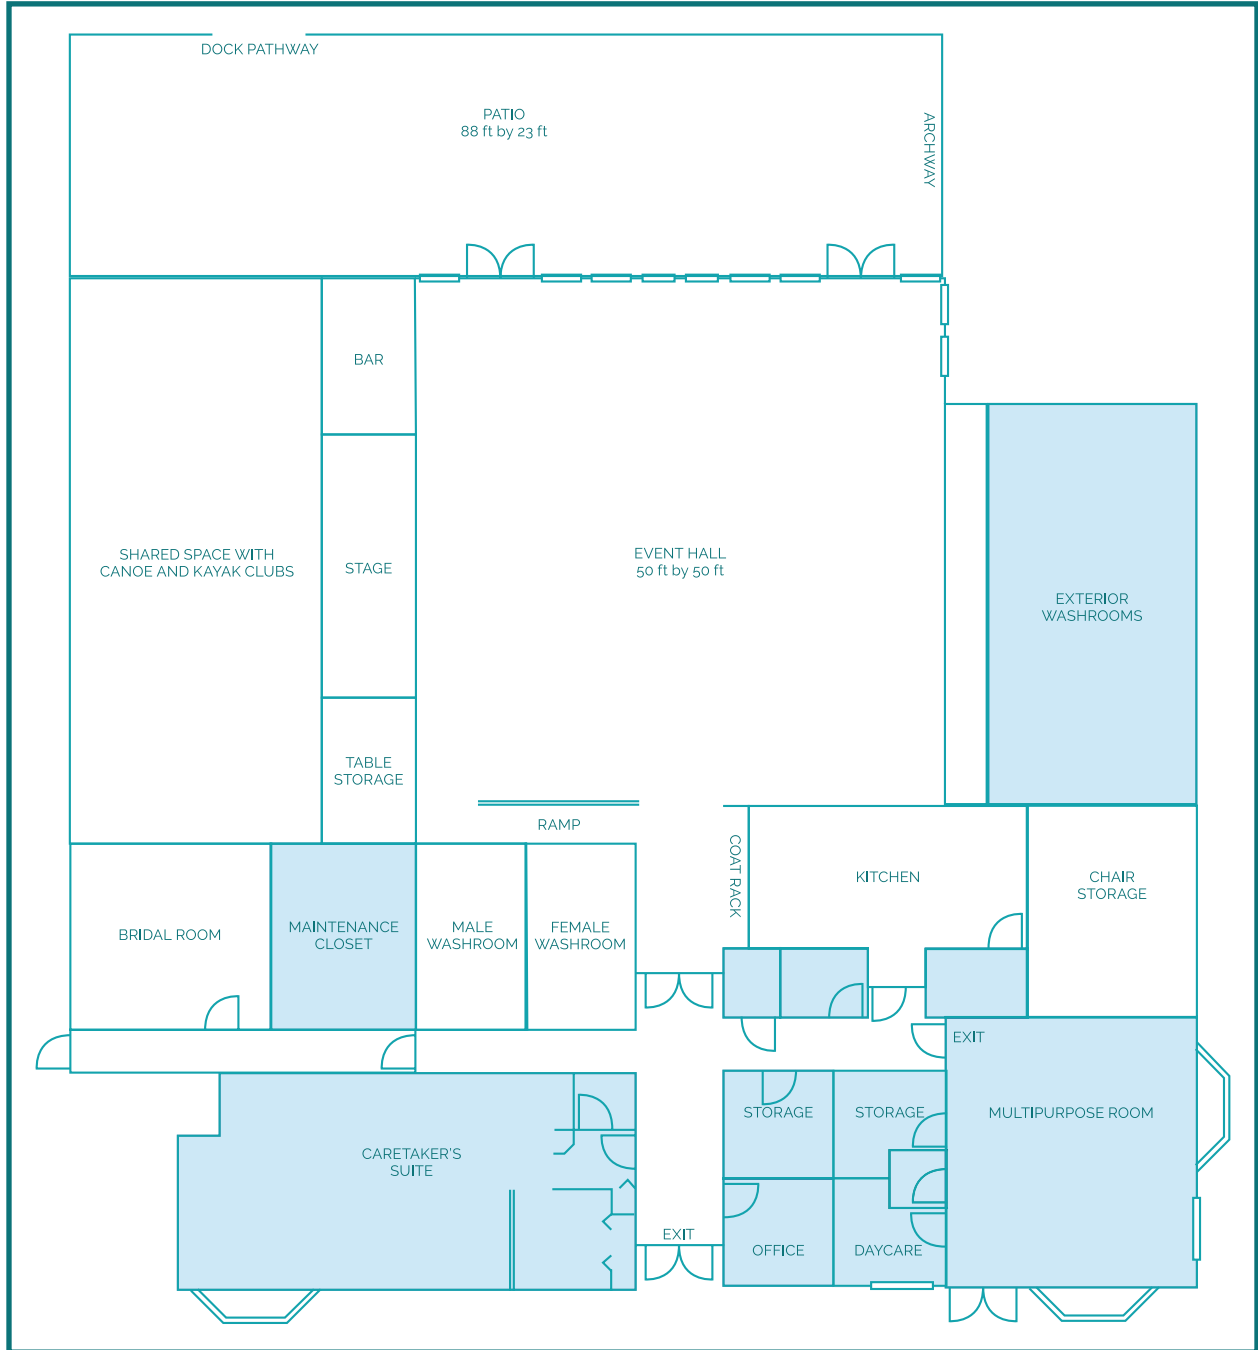 DOCK PATHWAY
PATIO
88 ft by 23 ft
ARCHWAY
BAR
SHARED SPACE WITH
CANOE AND KAYAK CLUBS
STAGE
EVENT HALL
50 ft by 50 ft
EXTERIOR
WASHROOMS
TABLE
STORAGE
RAMP
COAT RACK
KITCHEN
CHAIR
STORAGE
BRIDAL ROOM
MAINTENANCE
CLOSET
MALE
WASHROOM
FEMALE
WASHROOM
EXIT
STORAGE
STORAGE
MULTIPURPOSE ROOM
CARETAKER'S
SUITE
EXIT
OFFICE
DAYCARE